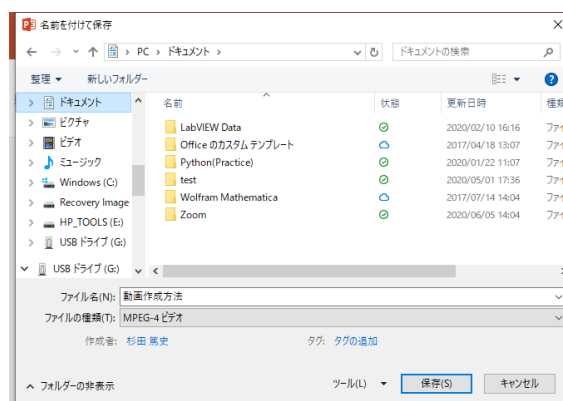 名前を付けて保存
PC › ドキュメント ›
ドキュメントの検索
整理 新しいフォルダー
名前 状態 更新日時 種類
ドキュメント
ピクチャ
ビデオ
ミュージック
Windows (C:)
Recovery Image
HP_TOOLS (E:)
USB ドライブ (G:)
USB ドライブ (G:)
LabVIEW Data 2020/02/10 16:16 ファイ
Office のカスタム テンプレート 2017/04/18 13:07 ファイ
Python(Practice) 2020/01/22 11:07 ファイ
test 2020/05/01 17:36 ファイ
Wolfram Mathematica 2017/07/14 14:04 ファイ
Zoom 2020/06/05 14:04 ファイ
ファイル名(N): 動画作成方法
ファイルの種類(T): MPEG-4 ビデオ
作成者: 杉田 篤史 タグ: タグの追加
フォルダーの非表示 ツール(L) 保存(S) キャンセル